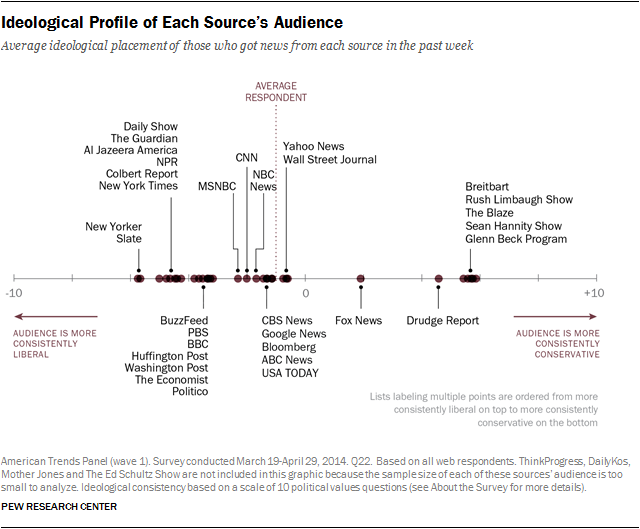 Ideological Profile of Each Source's Audience
Average ideological placement of those who got news from each source in the past week
AVERAGE
RESPONDENT
Daily Show
The Guardian
Al Jazeera America
NPR
Colbert Report
New York Times
New Yorker
Slate
MSNBC
CNN
NBC
News
Yahoo News
Wall Street Journal
Breitbart
Rush Limbaugh Show
The Blaze
Sean Hannity Show
Glenn Beck Program
-10
0
+10
AUDIENCE IS MORE
CONSISTENTLY
LIBERAL
BuzzFeed
PBS
BBC
Huffington Post
Washington Post
The Economist
Politico
CBS News
Google News
Bloomberg
ABC News
USA TODAY
Fox News
Drudge Report
AUDIENCE IS MORE
CONSISTENTLY
CONSERVATIVE
Lists labeling multiple points are ordered from more
consistently liberal on top to more consistently
conservative on the bottom
American Trends Panel (wave 1). Survey conducted March 19-April 29, 2014. Q22. Based on all web respondents. ThinkProgress, DailyKos,
Mother Jones and The Ed Schultz Show are not included in this graphic because the sample size of each of these sources' audience is too
small to analyze. Ideological consistency based on a scale of 10 political values questions (see About the Survey for more details).
PEW RESEARCH CENTER